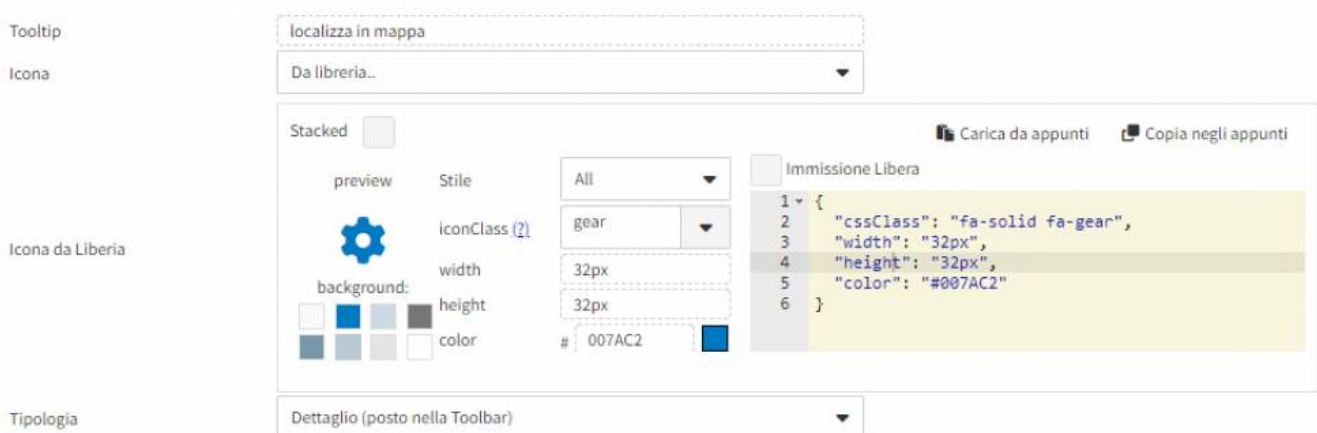 Tooltip localizza in mappa
Icona Da libreria..
Stacked Carica da appunti Copia negli appunti
preview Stile All Immissione Libera
iconClass (?) gear
Icona da Liberia
width 32px
background:
height 32px
color # 007AC2
1 {
2 "cssClass": "fa-solid fa-gear",
3 "width": "32px",
4 "height": "32px",
5 "color": "#007AC2"
6 }
Tipologia Dettaglio (posto nella Toolbar)